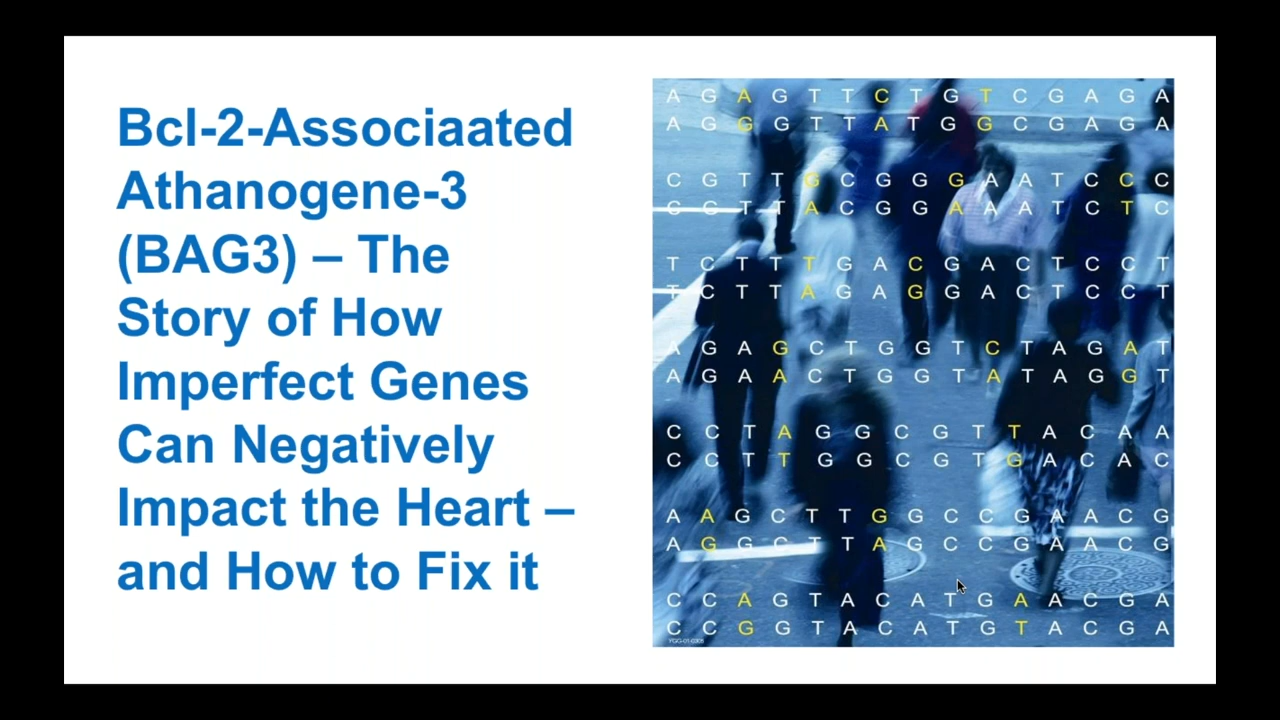 Bcl-2-Associaated
Athanogene-3
(BAG3) – The
Story of How
Imperfect Genes
Can Negatively
Impact the Heart –
and How to Fix it
A G A G T T C T G T C G A G A
A G G G T T A T G G C G A G A
C G T T G C G G G A A T C C C
C C T T A C G G A A A T C T C
T C T T T G A C G A C T C C T
T C T T A G A G G A C T C C T
A G A G C T G G T C T A G A T
A G A A C T G G T A T A G G T
C C T A G G C G T T A C A A
C C T T G G C G T G A C A C
A A G C T T G G C C G A A C G
A G G C T T A G C C G A A C G
C C A G T A C A T G A A C G A
C C G G T A C A T G T A C G A